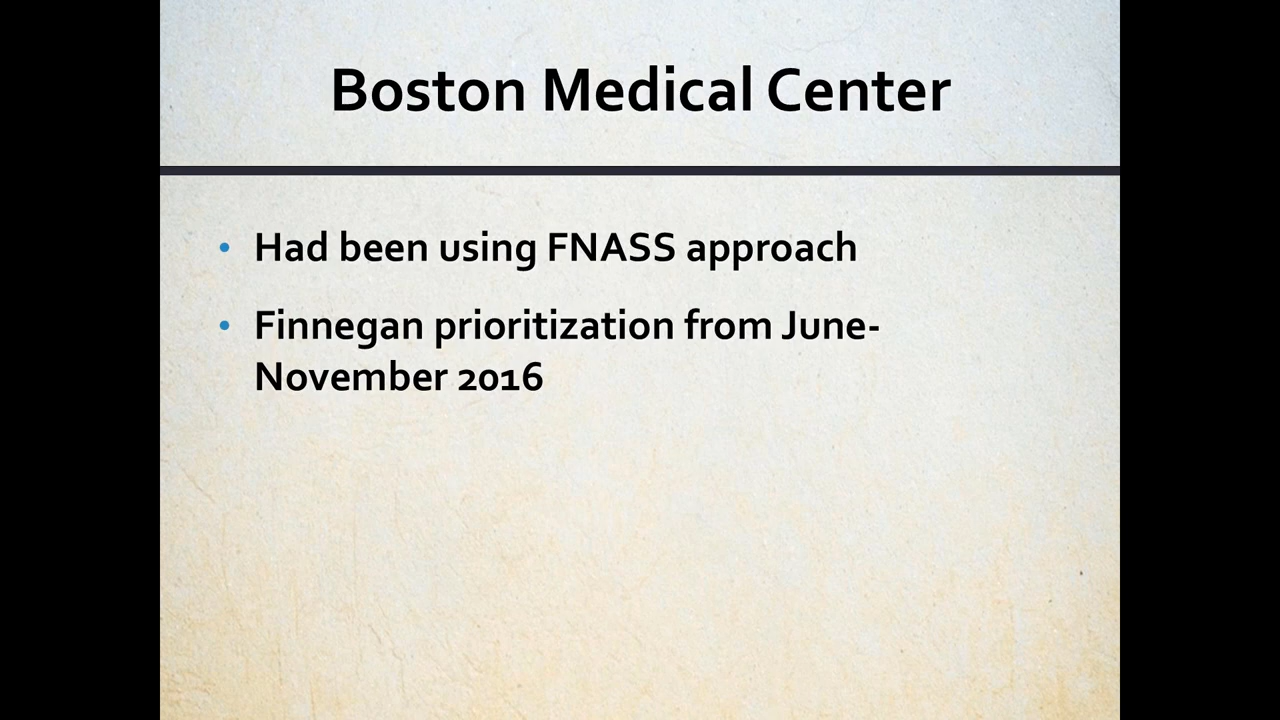 Boston Medical Center
• Had been using FNASS approach
• Finnegan prioritization from June-
November 2016